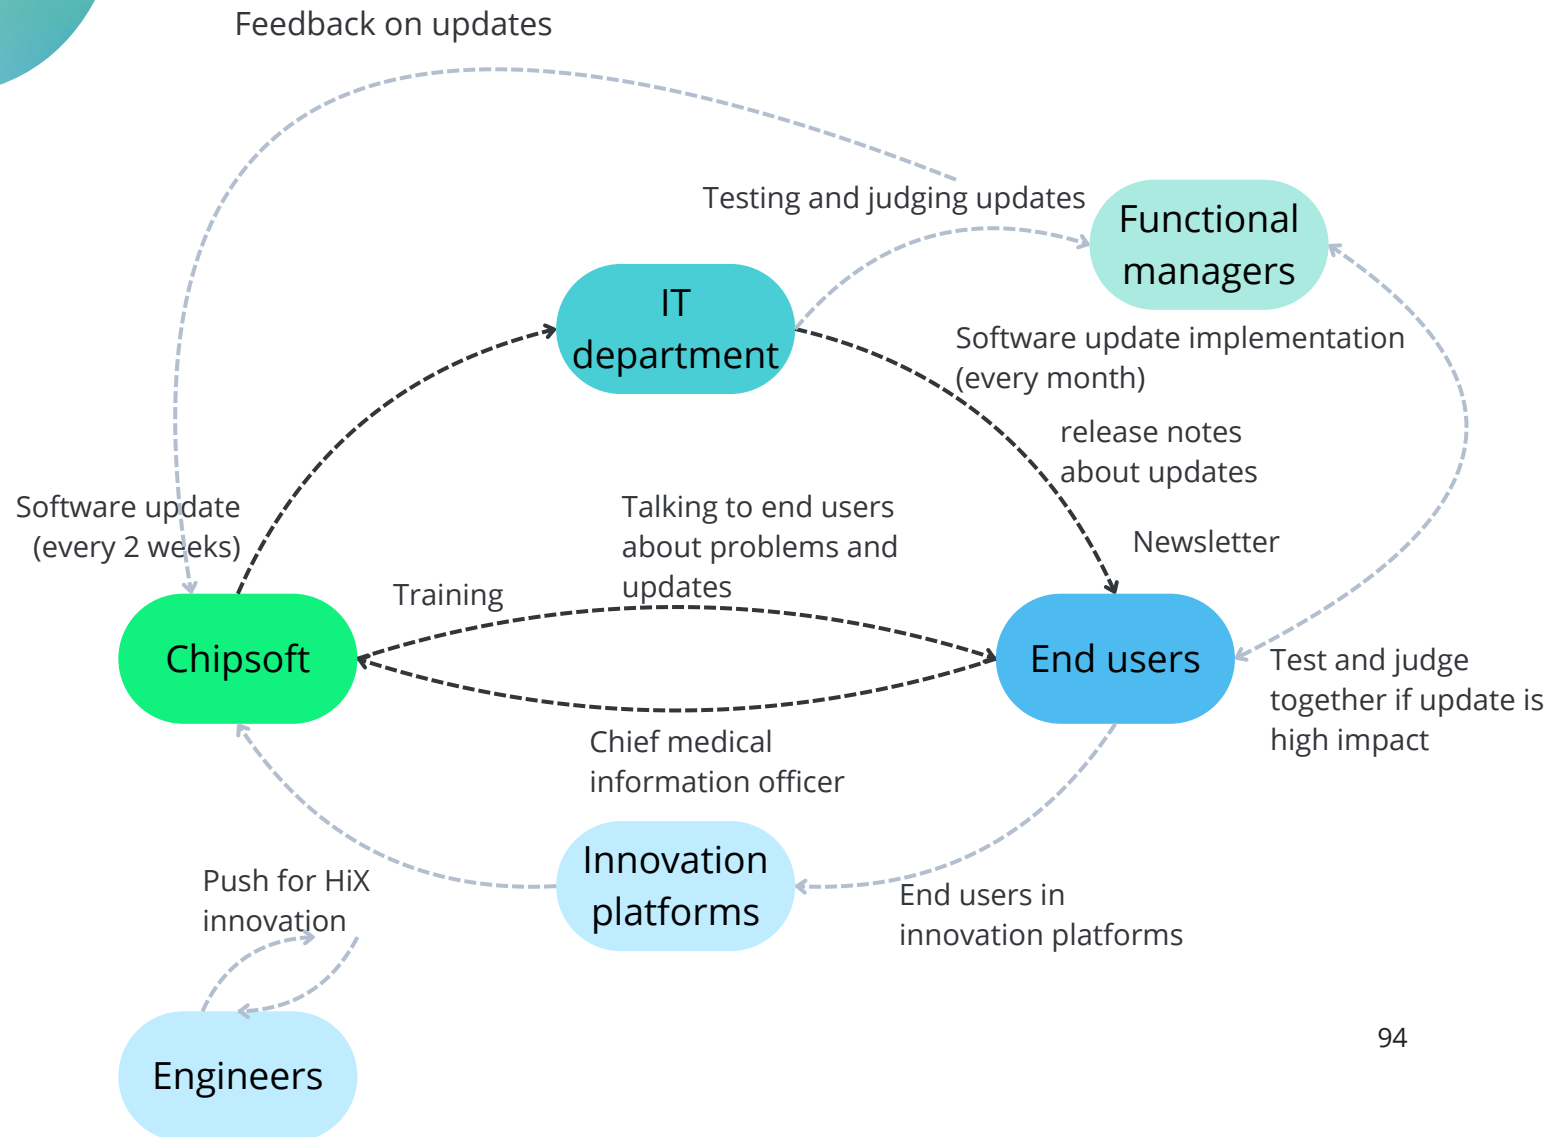 Feedback on updates
Testing and judging updates
Functional
managers
IT
department
Software update implementation
(every month)
release notes
about updates
Software update
(every 2 weeks)
Talking to end users
about problems and
updates
Newsletter
Training
Chipsoft
End users
Test and judge
together if update is
high impact
Chief medical
information officer
Innovation
platforms
Push for HiX
innovation
End users in
innovation platforms
Engineers
94